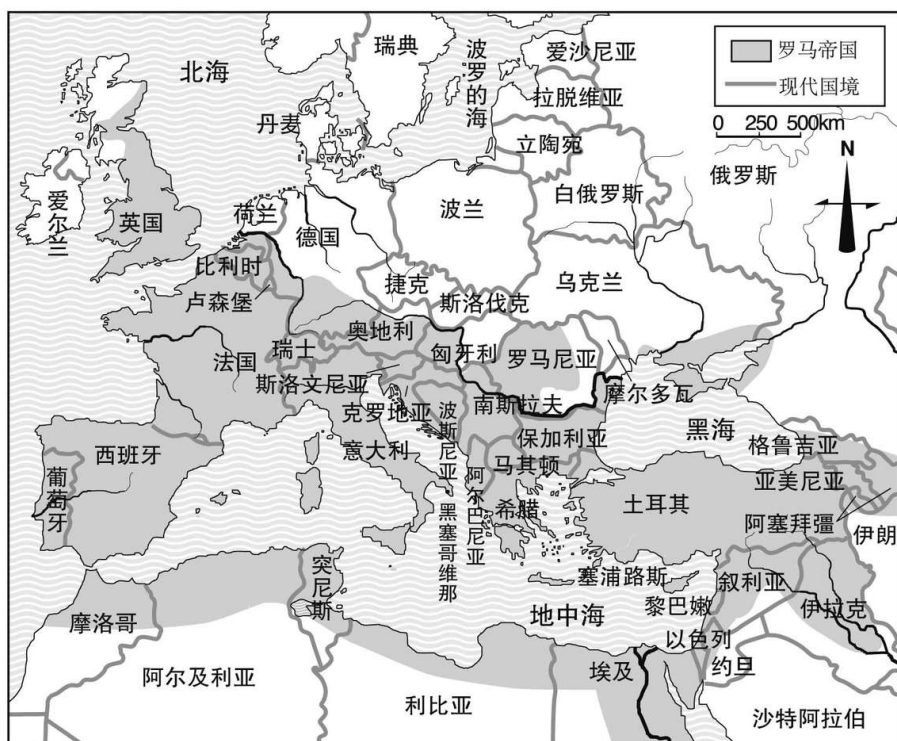 瑞典
北海
波罗的海
爱沙尼亚
拉脱维亚
立陶宛
丹麦
白俄罗斯
俄罗斯
罗马帝国
现代国境
0 250 500km
N
爱尔兰
英国
荷兰
德国
波兰
比利时
卢森堡
捷克
斯洛伐克
乌克兰
奥地利
匈牙利
罗马尼亚
法国
瑞士
斯洛文尼亚
克罗地亚
南斯拉夫
摩尔多瓦
意大利
波斯尼亚黑塞哥维那
保加利亚
马其顿
阿尔巴尼亚
黑海
格鲁吉亚
葡萄牙
西班牙
希腊
土耳其
亚美尼亚
阿塞拜疆
伊朗
突尼斯
塞浦路斯
叙利亚
黎巴嫩
伊拉克
摩洛哥
地中海
以色列
约旦
阿尔及利亚
利比亚
埃及
沙特阿拉伯